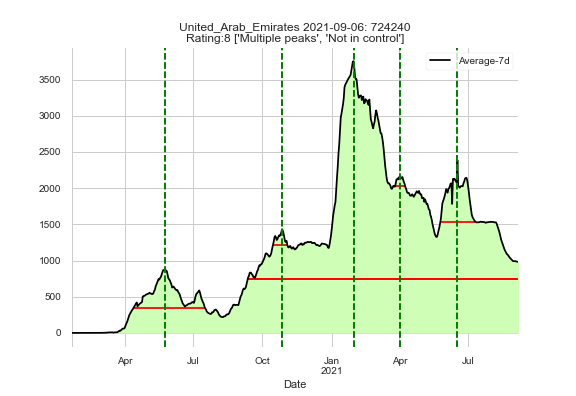 United_Arab_Emirates 2021-09-06: 724240
Rating:8 ['Multiple peaks', 'Not in control']
Average-7d
3500
3000
2500
2000
1500
1000
500
0
Apr Jul Oct Jan Apr Jul
2021
Date